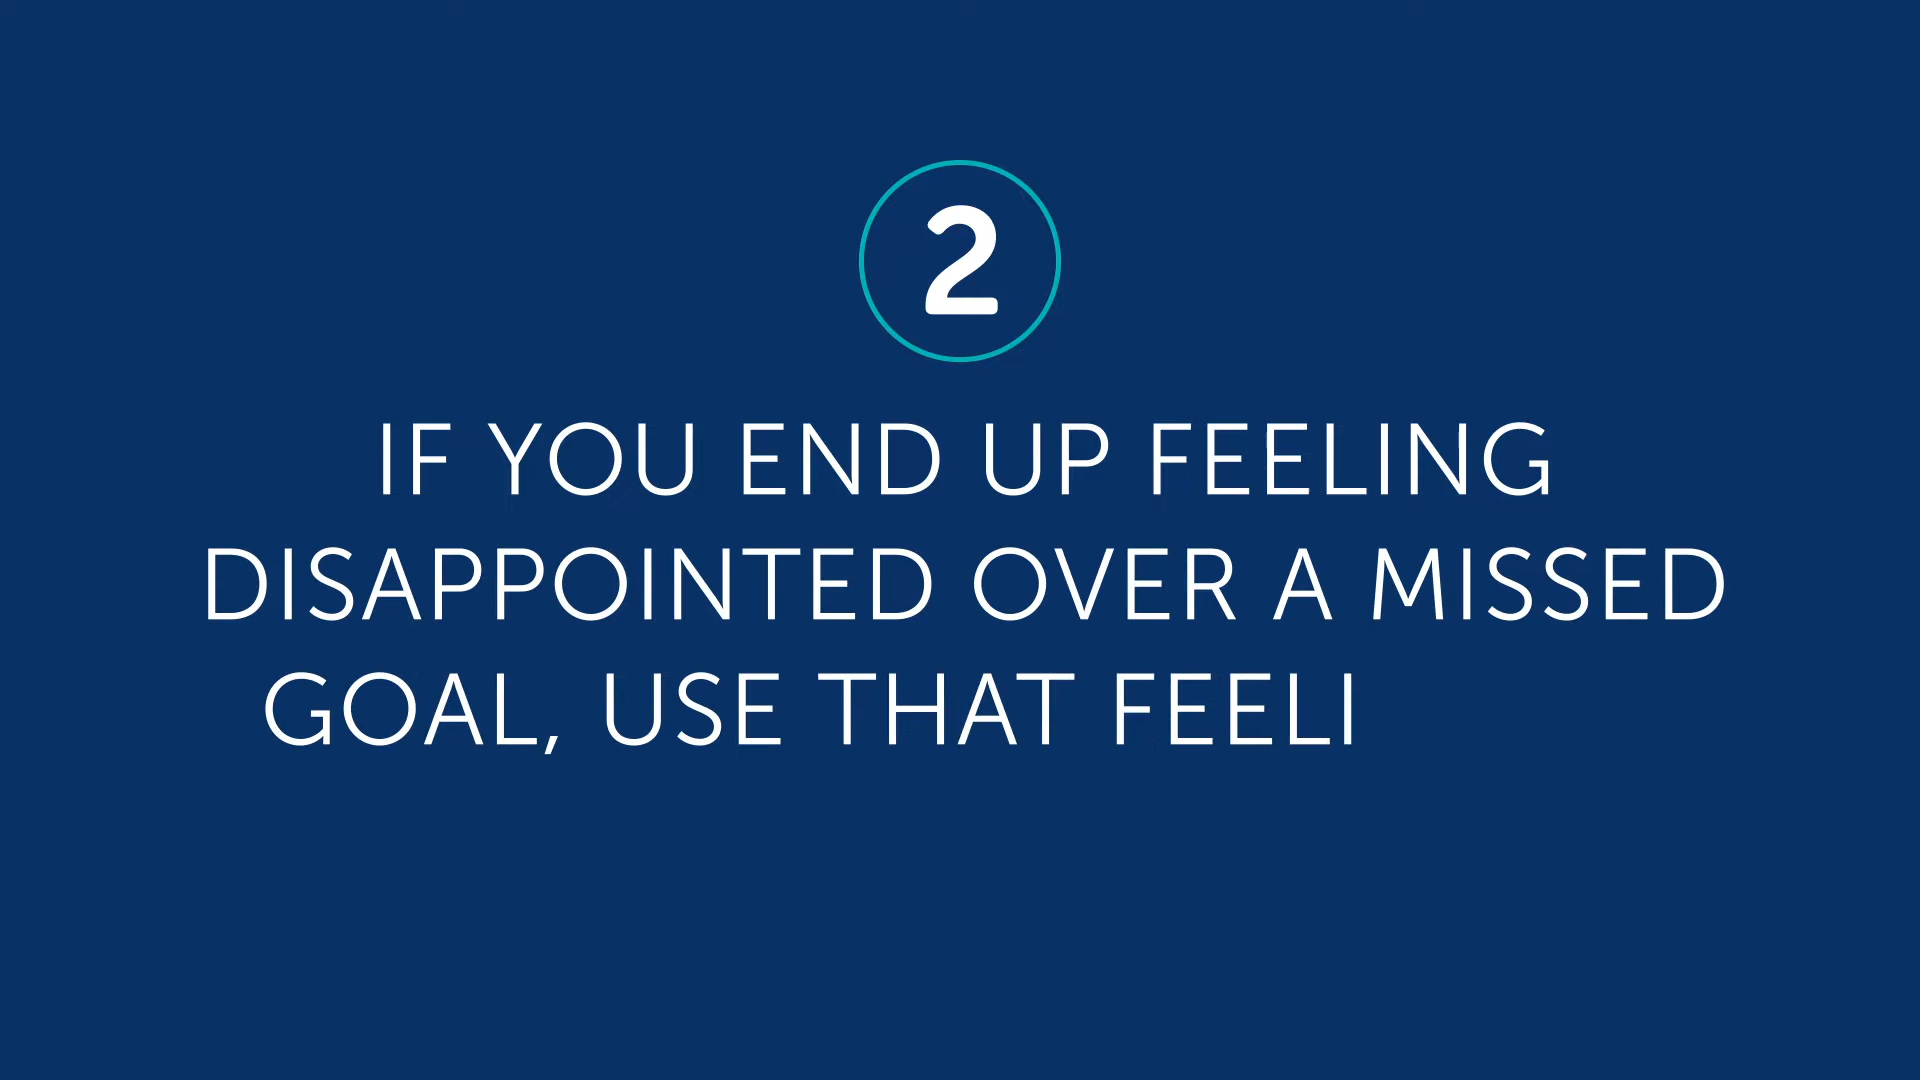 2
IF YOU END UP FEELING
DISAPPOINTED OVER A MISSED
GOAL, USE THAT FEELI